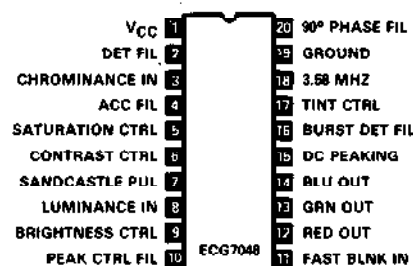 VCC 1 20 90º PHASE FIL
DET FIL 2 19 GROUND
CHROMINANCE IN 3 18 3.58 MHZ
ACC FIL 4 17 TINT CTRL
SATURATION CTRL 5 16 BURST DET FIL
CONTRAST CTRL 6 15 DC PEAKING
SANDCASTLE PUL 7 14 BLU OUT
LUMINANCE IN 8 13 GRN OUT
BRIGHTNESS CTRL 9 12 RED OUT
PEAK CTRL FIL 10 ECG7048 11 FAST BLNK IN